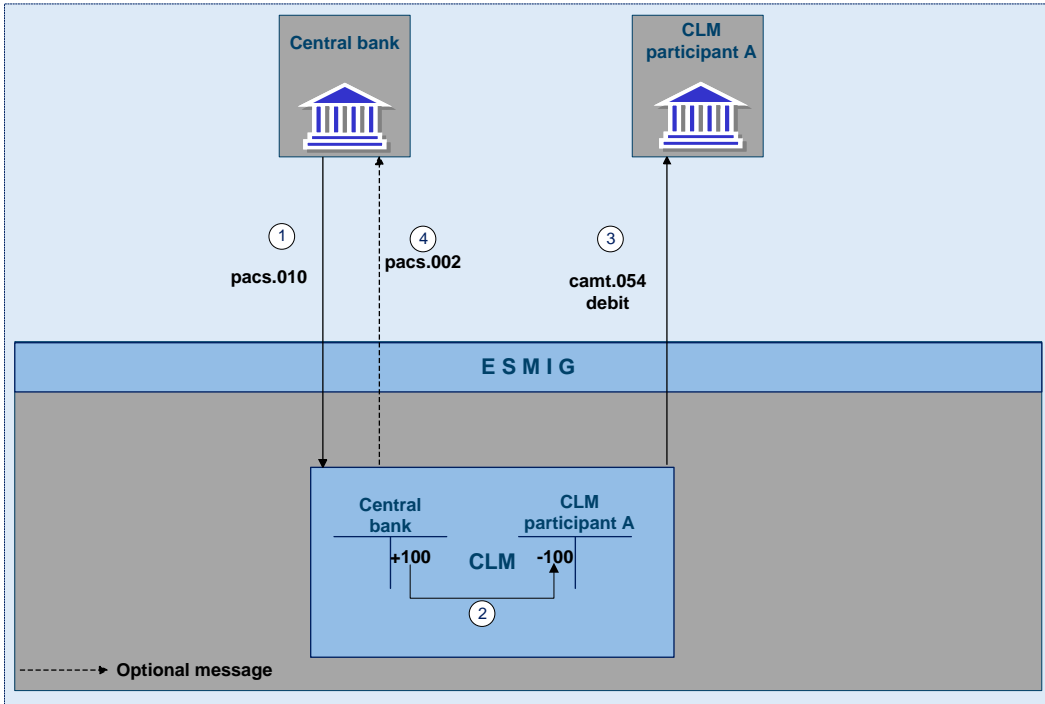 Central bank
CLM
participant A
1
pacs.010
4
pacs.002
3
camt.054
debit
E S M I G
Central
bank
CLM
participant A
+100
CLM
-100
2
Optional message